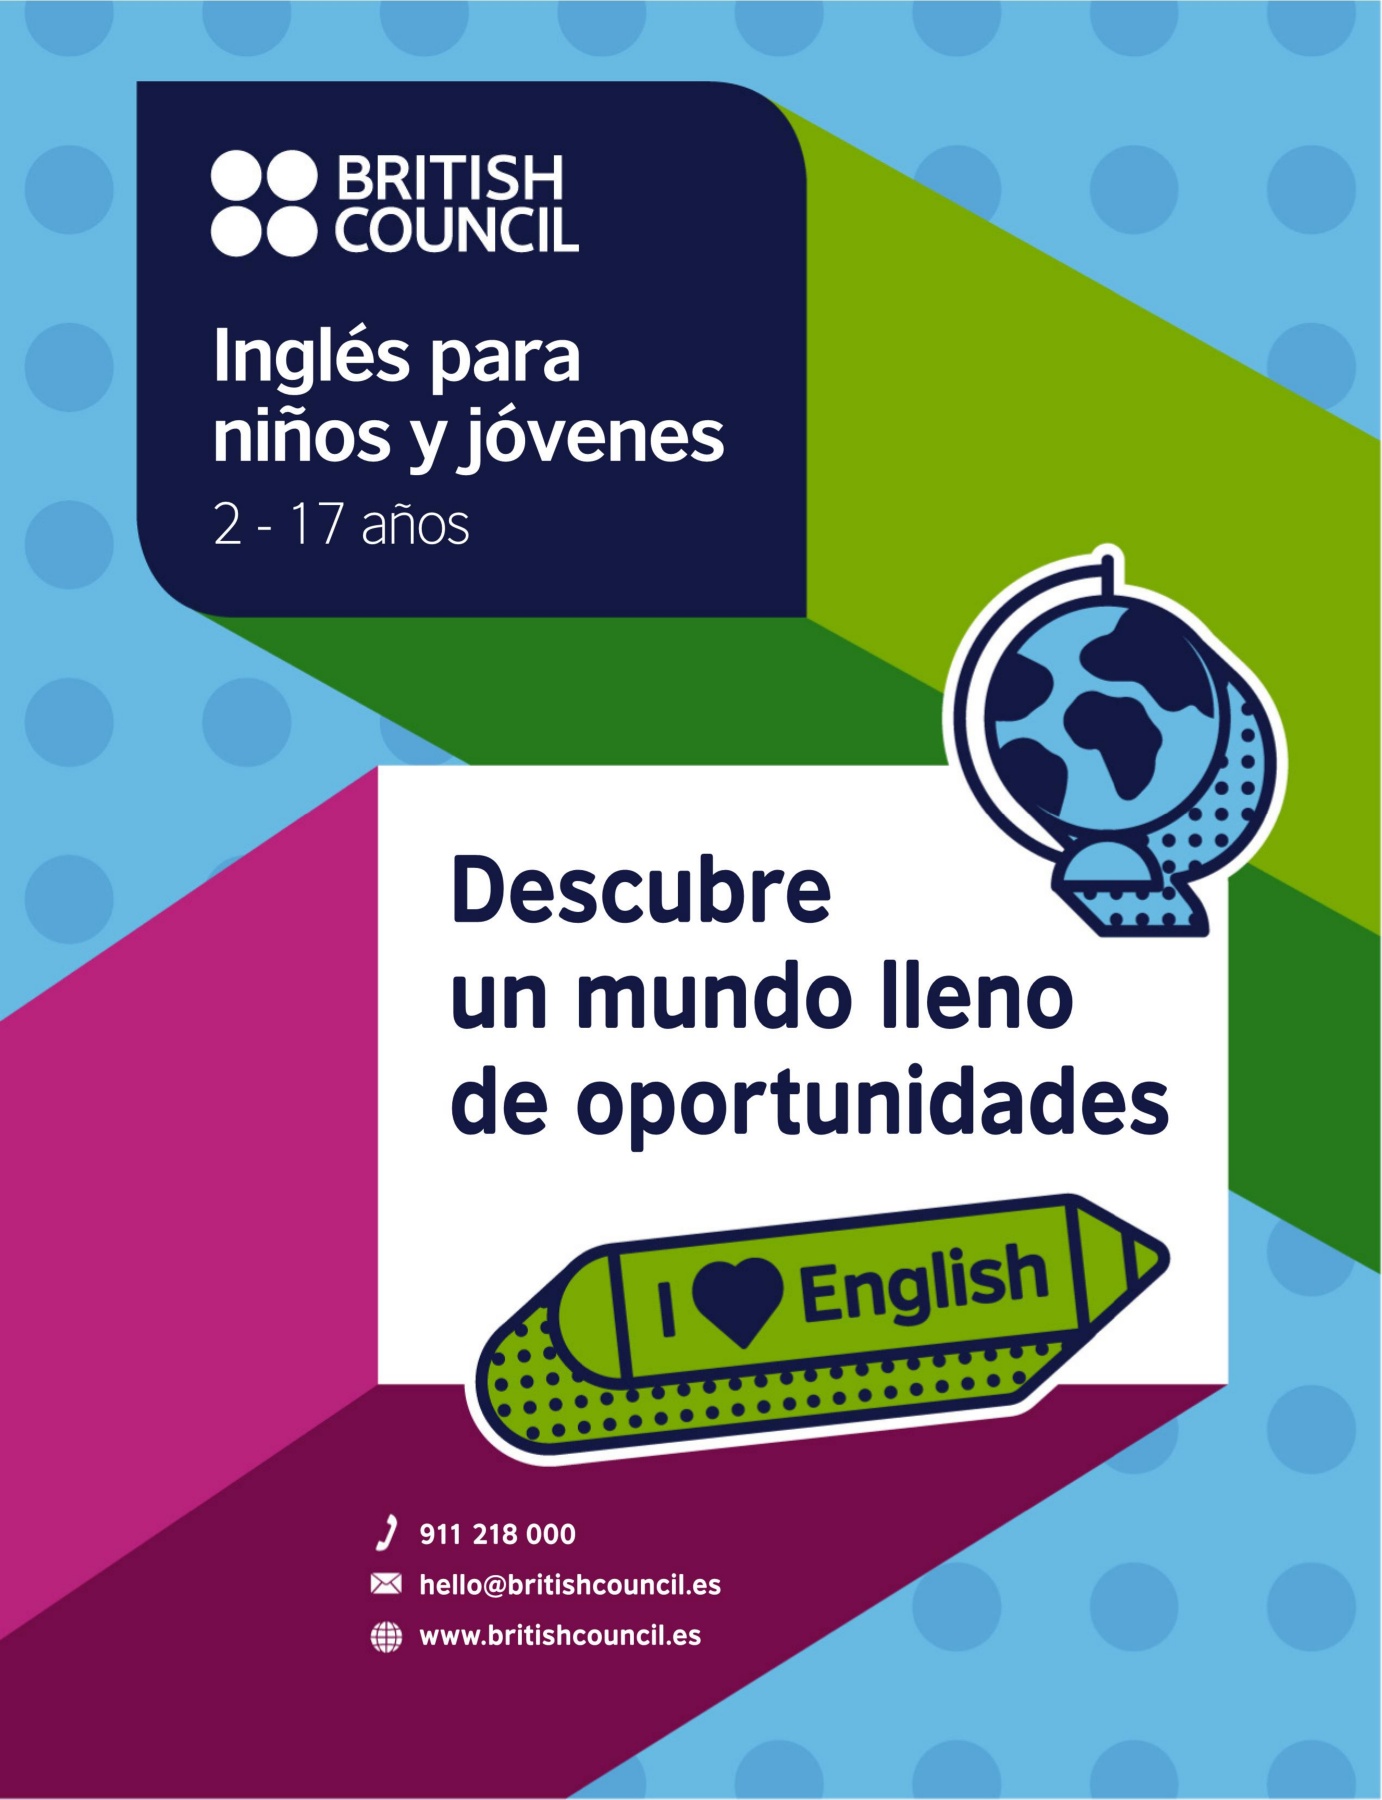 BRITISH
COUNCIL
Inglés para
niños y jóvenes
2 - 17 años
Descubre
un mundo lleno
de oportunidades
I ♥ English
911 218 000
hello@britishcouncil.es
www.britishcouncil.es